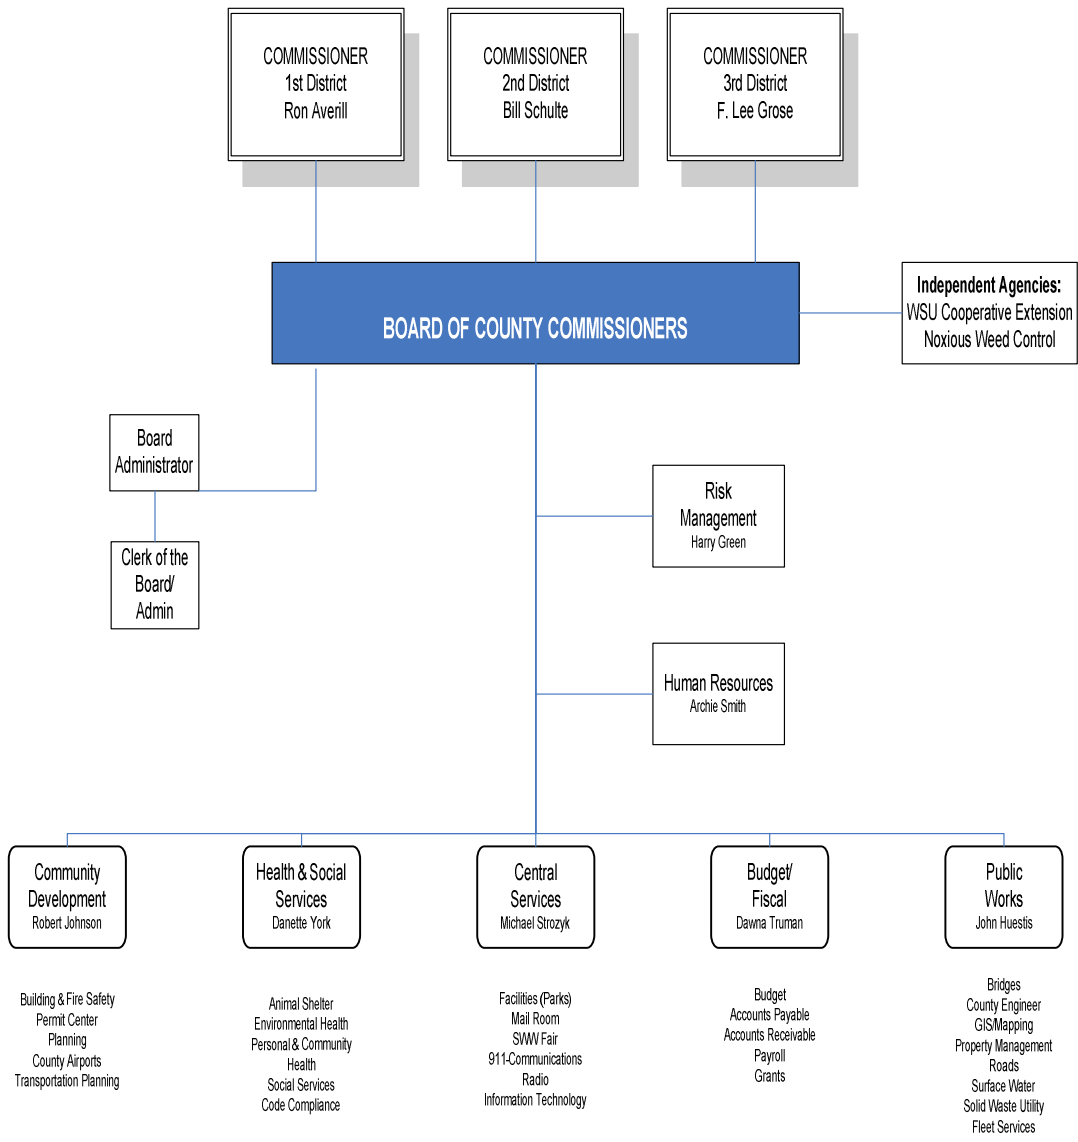 COMMISSIONER
1st District
Ron Averill
COMMISSIONER
2nd District
Bill Schulte
COMMISSIONER
3rd District
F. Lee Grose
BOARD OF COUNTY COMMISSIONERS
Independent Agencies:
WSU Cooperative Extension
Noxious Weed Control
Board
Administrator
Clerk of the
Board/
Admin
Risk
Management
Harry Green
Human Resources
Archie Smith
Community
Development
Robert Johnson
Building & Fire Safety
Permit Center
Planning
County Airports
Transportation Planning
Health & Social
Services
Danette York
Animal Shelter
Environmental Health
Personal & Community
Health
Social Services
Code Compliance
Central
Services
Michael Strozyk
Facilities (Parks)
Mail Room
SWW Fair
911-Communications
Radio
Information Technology
Budget/
Fiscal
Dawna Truman
Budget
Accounts Payable
Accounts Receivable
Payroll
Grants
Public
Works
John Huestis
Bridges
County Engineer
GIS/Mapping
Property Management
Roads
Surface Water
Solid Waste Utility
Fleet Services